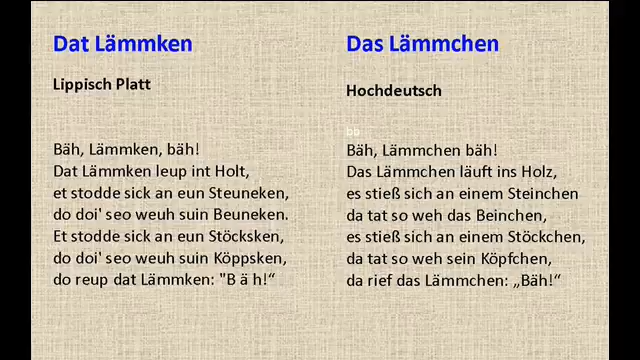 Dat Lämmken
Lippisch Platt
Bäh, Lämmken, bäh!
Dat Lämmken leup int Holt,
et stodde sick an eun Steuneken,
do doi' seo weuh suin Beuneken.
Et stodde sick an eun Stöcksken,
do doi' seo weuh suin Köppsken,
do reup dat Lämmken: "B ä h!“
Das Lämmchen
Hochdeutsch
bb
Bäh, Lämmchen bäh!
Das Lämmchen läuft ins Holz,
es stieß sich an einem Steinchen
da tat so weh das Beinchen,
es stieß sich an einem Stöckchen,
da tat so weh sein Köpfchen,
da rief das Lämmchen: „Bäh!“